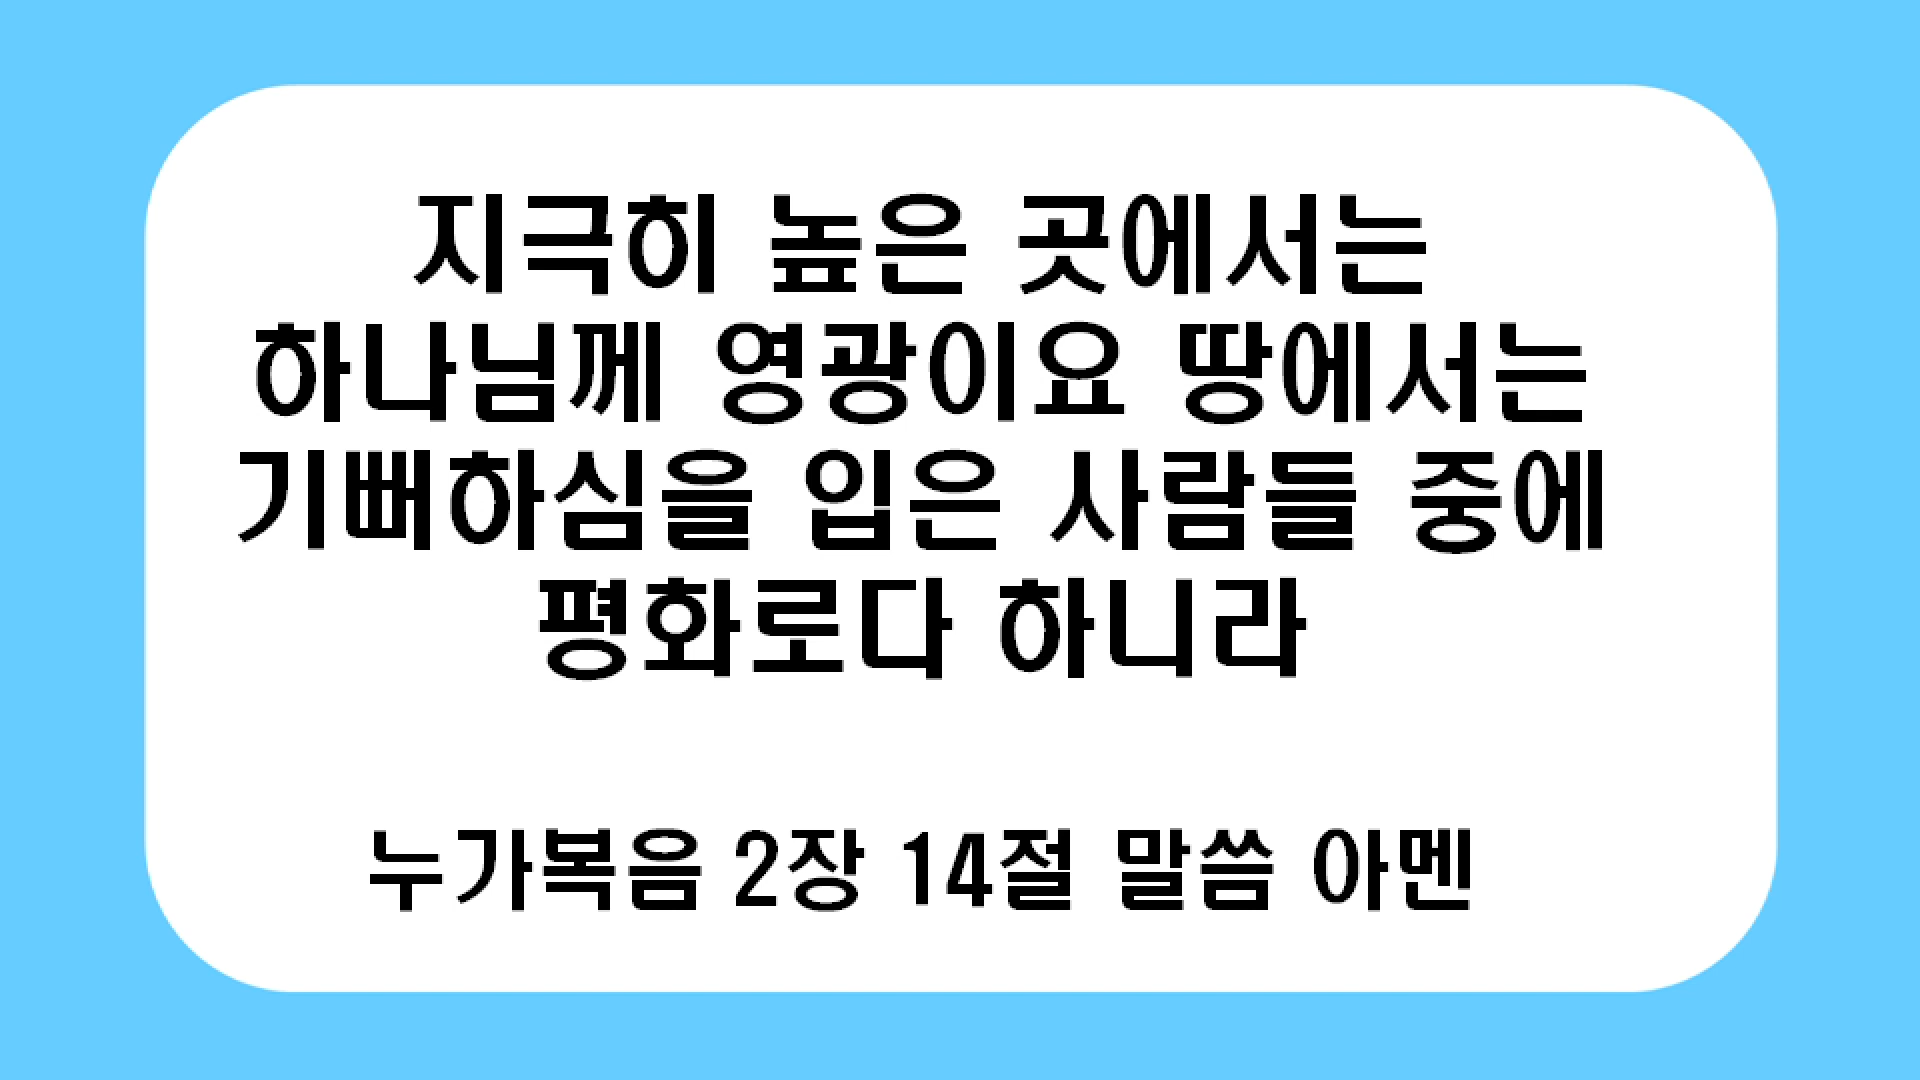 지극히 높은 곳에서는
하나님께 영광이요 땅에서는
기뻐하심을 입은 사람들 중에
평화로다 하니라
누가복음 2장 14절 말씀 아멘